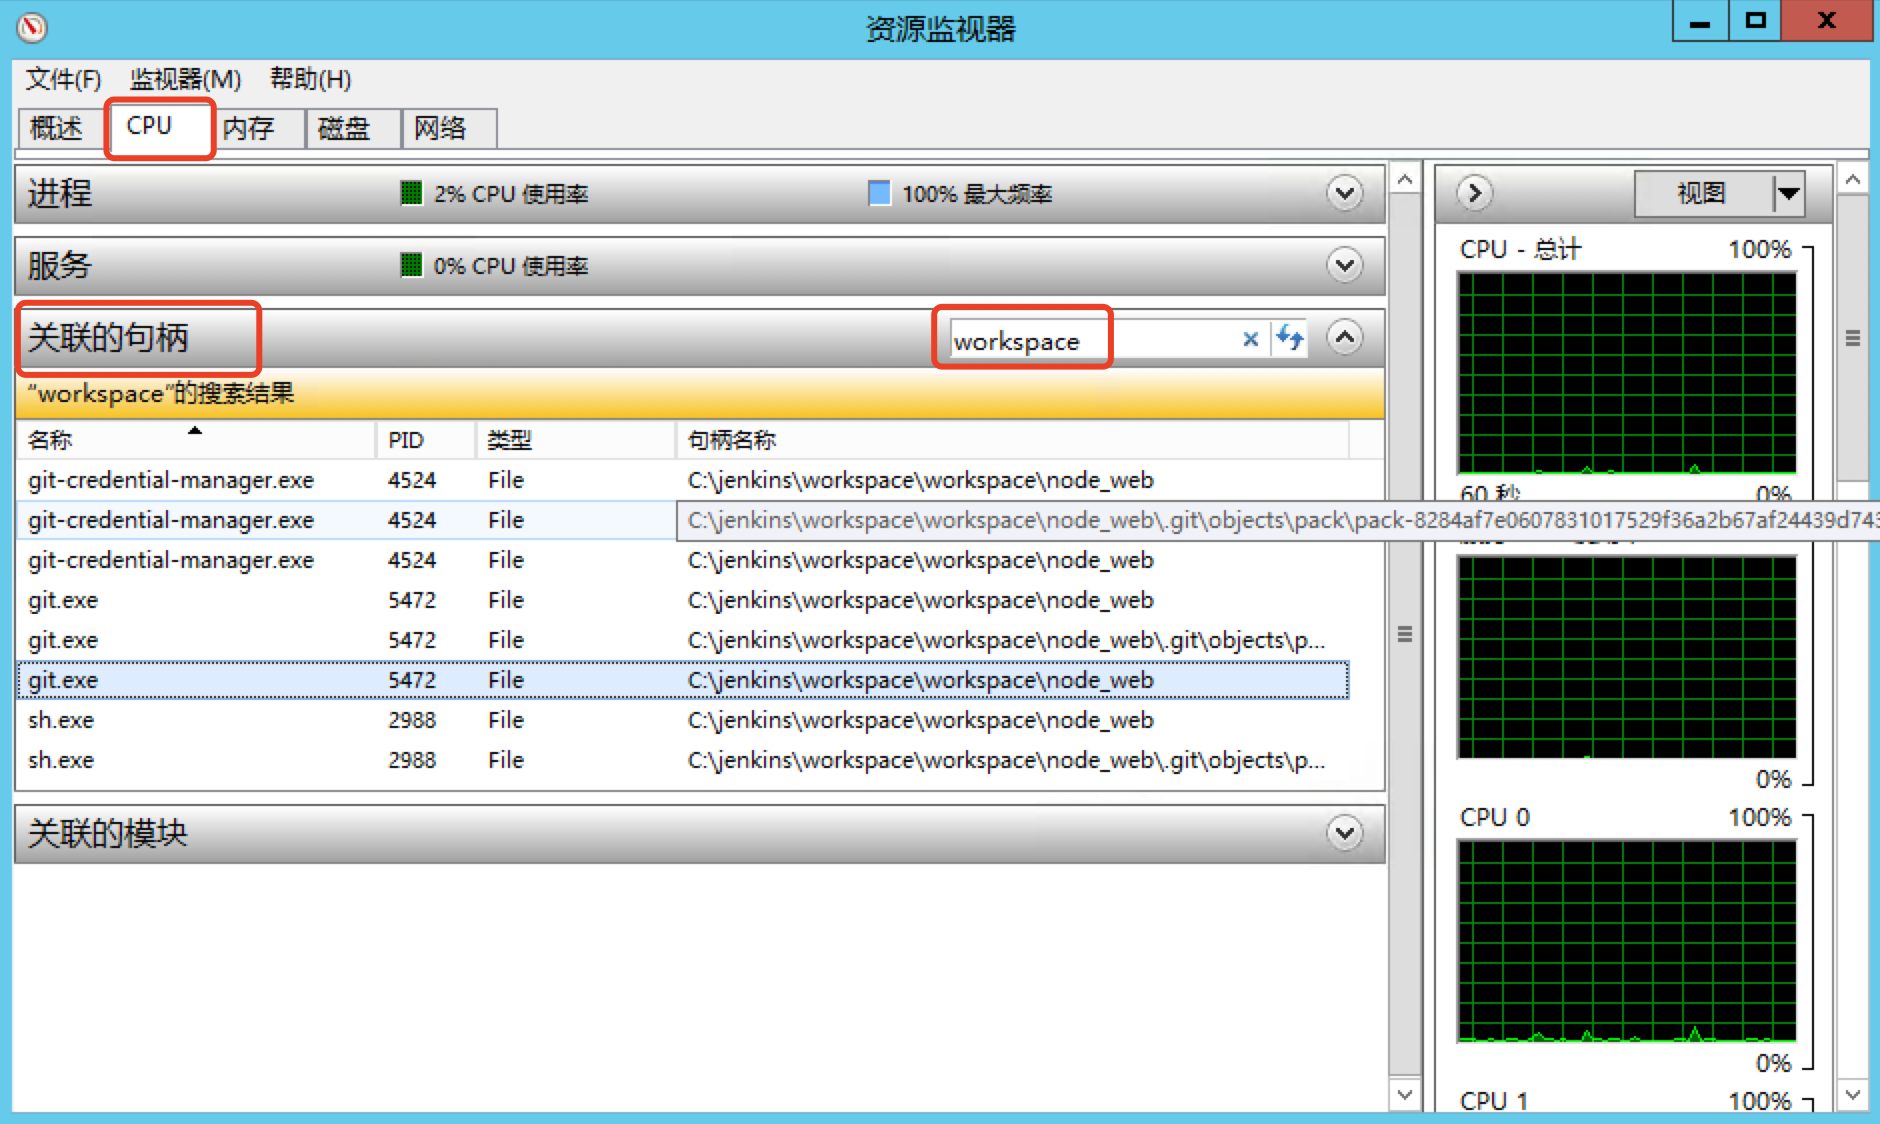 资源监视器
文件(F) 监视器(M) 帮助(H)
概述 CPU 内存 磁盘 网络
进程 2% CPU 使用率 100% 最大频率
服务 0% CPU 使用率
关联的句柄 workspace
“workspace”的搜索结果
名称 PID 类型 句柄名称
git-credential-manager.exe 4524 File C:\jenkins\workspace\workspace\node_web
git-credential-manager.exe 4524 File C:\jenkins\workspace\workspace\node_web\.git\objects\pack\pack-8284af7e0607831017529f36a2b67af24439d743
git-credential-manager.exe 4524 File C:\jenkins\workspace\workspace\node_web
git.exe 5472 File C:\jenkins\workspace\workspace\node_web
git.exe 5472 File C:\jenkins\workspace\workspace\node_web\.git\objects\p...
git.exe 5472 File C:\jenkins\workspace\workspace\node_web
sh.exe 2988 File C:\jenkins\workspace\workspace\node_web
sh.exe 2988 File C:\jenkins\workspace\workspace\node_web\.git\objects\p...
关联的模块
视图
CPU - 总计 100%
60 秒 0%
0%
CPU 0 100%
0%
CPU 1 100%